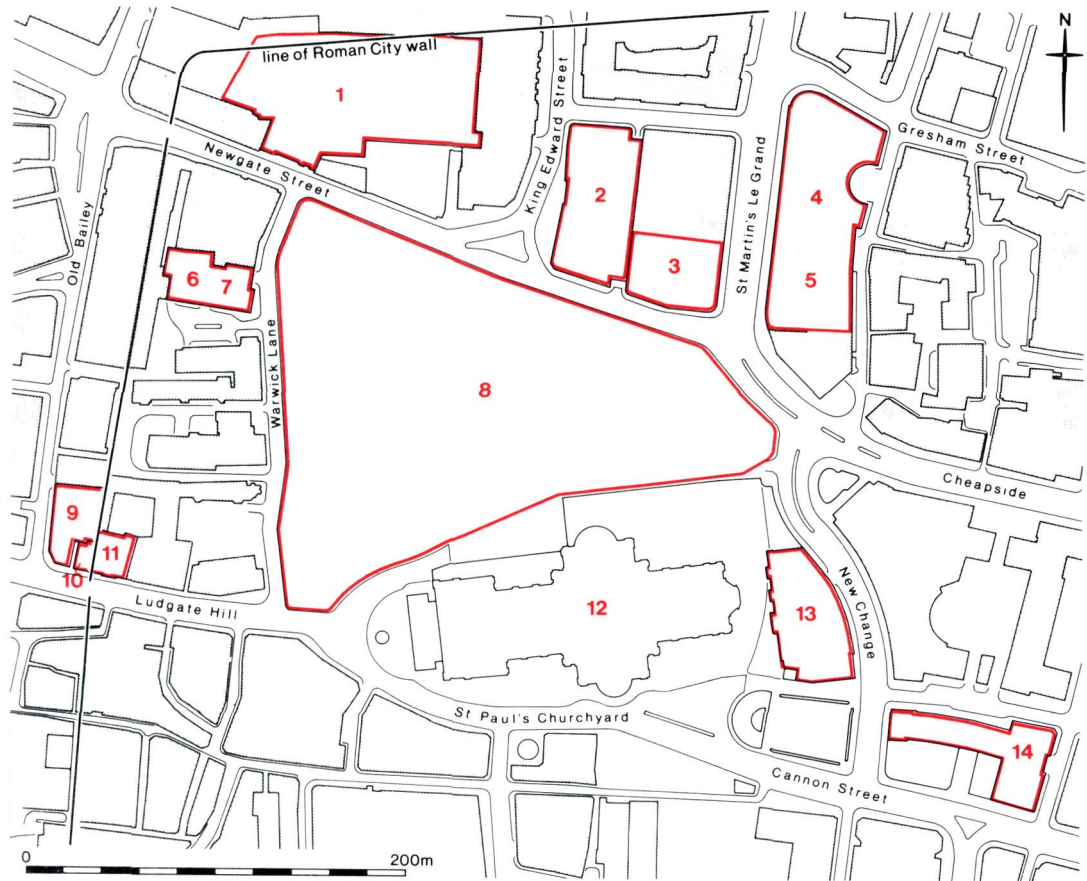 N
line of Roman City wall
1
King Edward Street
Newgate Street
Gresham Street
St Martin's Le Grand
2
3
4
5
Old Bailey
6
7
Warwick Lane
8
Cheapside
9
10
11
Ludgate Hill
12
13
New Change
St Paul's Churchyard
14
Cannon Street
0
200m